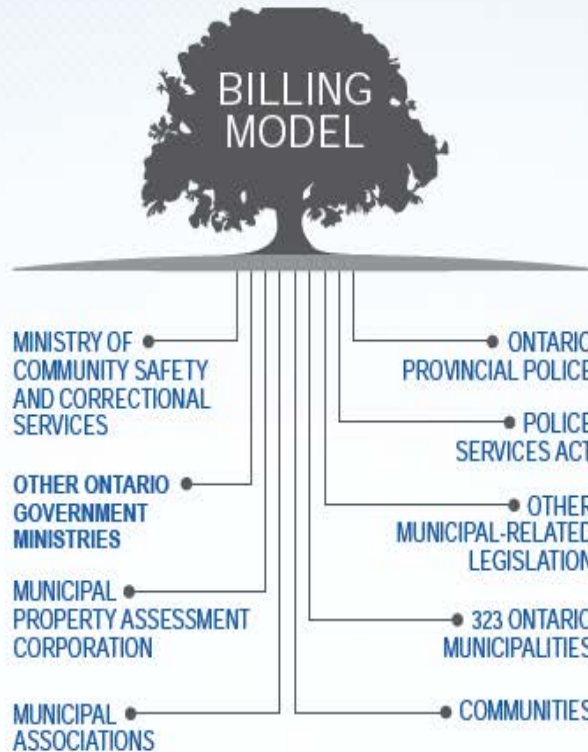 BILLING
MODEL
MINISTRY OF
COMMUNITY SAFETY
AND CORRECTIONAL
SERVICES
OTHER ONTARIO
GOVERNMENT
MINISTRIES
MUNICIPAL
PROPERTY ASSESSMENT
CORPORATION
MUNICIPAL
ASSOCIATIONS
ONTARIO
PROVINCIAL POLICE
POLICE
SERVICES ACT
OTHER
MUNICIPAL-RELATED
LEGISLATION
323 ONTARIO
MUNICIPALITIES
COMMUNITIES